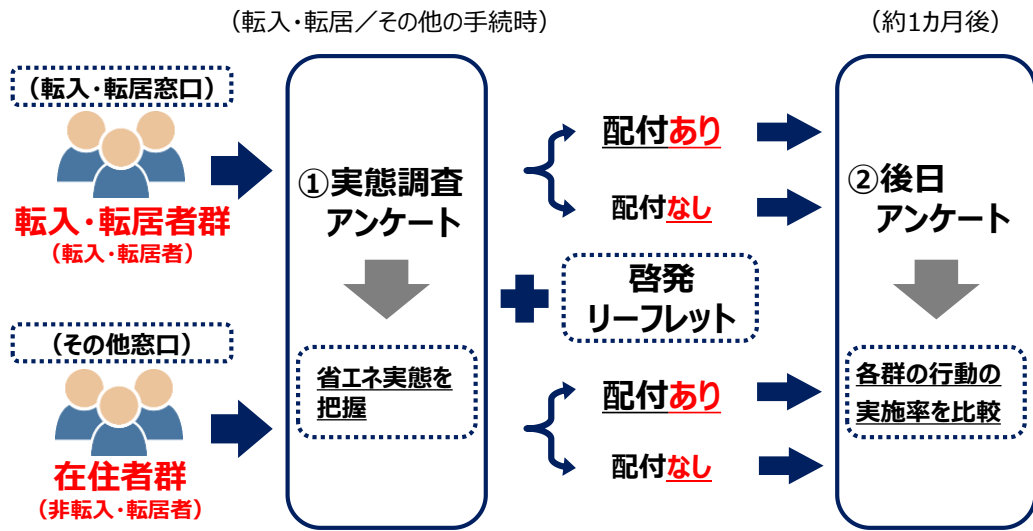 （転入・転居／その他の手続時）
（約1カ月後）
（転入・転居窓口）
転入・転居者群
（転入・転居者）
（その他窓口）
在住者群
（非転入・転居者）
①実態調査
アンケート
省エネ実態を
把握
配付あり
配付なし
啓発
リーフレット
配付あり
配付なし
②後日
アンケート
各群の行動の
実施率を比較